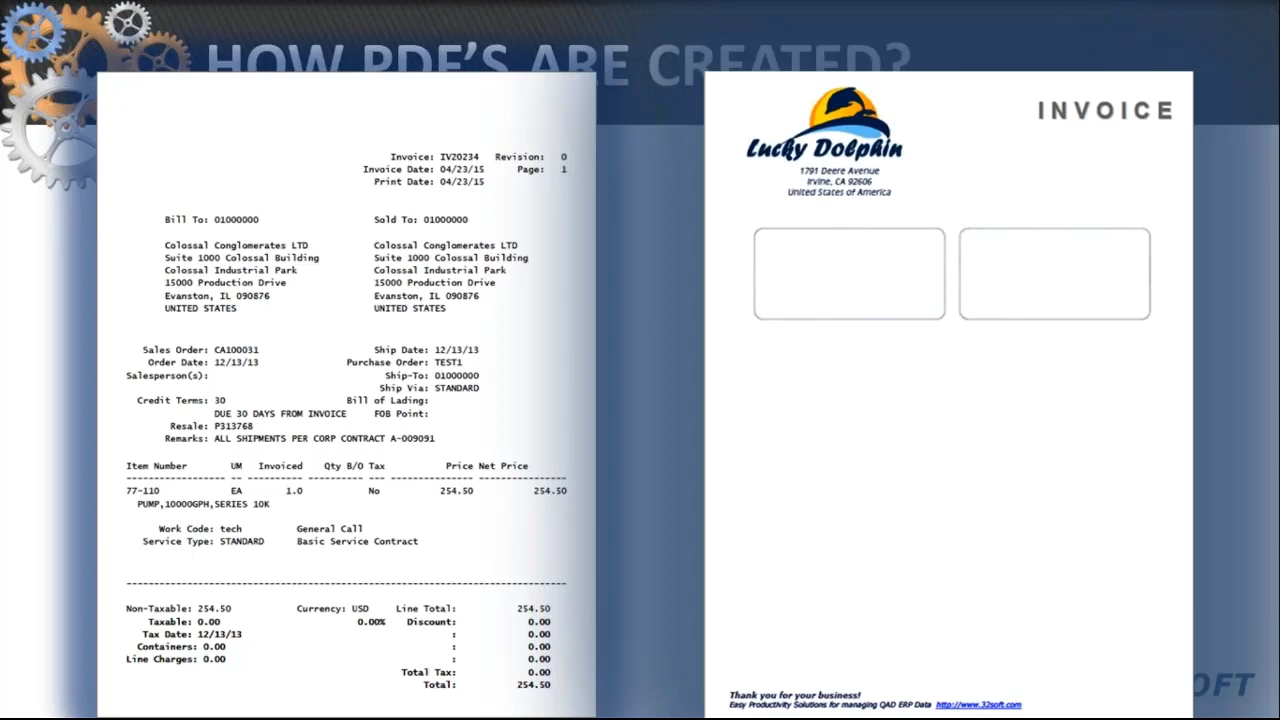 HOW PDF'S ARE CREATED?
Invoice: IV20234 Revision: 0
Invoice Date: 04/23/15 Page: 1
Print Date: 04/23/15
Bill To: 01000000 Sold To: 01000000
Colossal Conglomerates LTD Colossal Conglomerates LTD
Suite 1000 Colossal Building Suite 1000 Colossal Building
Colossal Industrial Park Colossal Industrial Park
15000 Production Drive 15000 Production Drive
Evanston, IL 090876 Evanston, IL 090876
UNITED STATES UNITED STATES
Sales Order: CA100031 Ship Date: 12/13/13
Order Date: 12/13/13 Purchase Order: TEST1
Salesperson(s): Ship-To: 01000000
Ship Via: STANDARD
Credit Terms: 30 Bill of Lading:
DUE 30 DAYS FROM INVOICE FOB Point:
Resale: P313768
Remarks: ALL SHIPMENTS PER CORP CONTRACT A-009091
Item Number UM Invoiced Qty B/O Tax Price Net Price
77-110 EA 1.0 No 254.50 254.50
PUMP,10000GPH,SERIES 10K
Work Code: tech General Call
Service Type: STANDARD Basic Service Contract
Non-Taxable: 254.50 Currency: USD Line Total: 254.50
Taxable: 0.00 0.00% Discount: 0.00
Tax Date: 12/13/13 : 0.00
Containers: 0.00 : 0.00
Line Charges: 0.00 : 0.00
Total Tax: 0.00
Total: 254.50
INVOICE
Lucky Dolphin
1791 Deere Avenue
Irvine, CA 92606
United States of America
Thank you for your business!
Easy Productivity Solutions for managing QAD ERP Data http://www.32soft.com